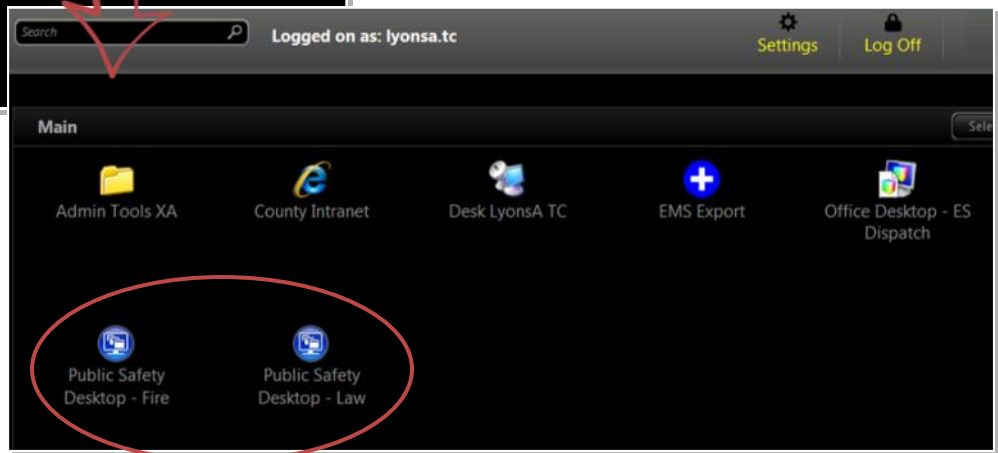 Search
Logged on as: lyonsa.tc
Settings
Log Off
Main
Admin Tools XA
County Intranet
Desk LyonsA TC
EMS Export
Office Desktop - ES
Dispatch
Public Safety
Desktop - Fire
Public Safety
Desktop - Law